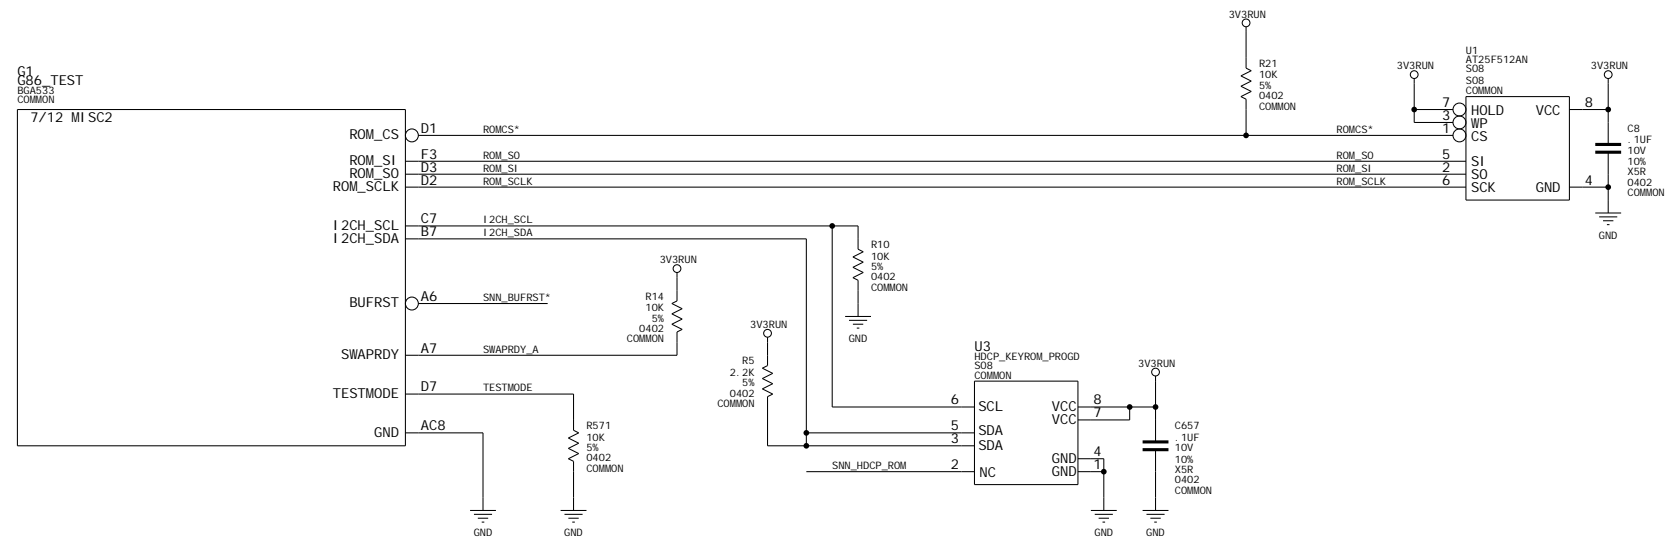 G1
G86_TEST
BGA533
COMMON
7/12 MISC2
ROM_CS
D1
ROMCS*
ROM_SI
F3
ROM_SO
ROM_SO
D3
ROM_SI
ROM_SCLK
D2
ROM_SCLK
I2CH_SCL
C7
I2CH_SCL
I2CH_SDA
B7
I2CH_SDA
BUFRST
A6
SNN_BUFRST*
SWAPRDY
A7
SWAPRDY_A
TESTMODE
D7
TESTMODE
GND
AC8
GND
R571
10K
5%
0402
COMMON
GND
3V3RUN
R14
10K
5%
0402
COMMON
3V3RUN
R5
2.2K
5%
0402
COMMON
R10
10K
5%
0402
COMMON
GND
U3
HDCP_KEYROM_PROGD
SO8
COMMON
6
SCL
5
SDA
3
SDA
SNN_HDCP_ROM
2
NC
VCC
8
VCC
7
GND
4
GND
1
GND
3V3RUN
C657
.1UF
10V
10%
X5R
0402
COMMON
GND
3V3RUN
R21
10K
5%
0402
COMMON
ROMCS*
ROM_SO
ROM_SI
ROM_SCLK
3V3RUN
U1
AT25F512AN
SO8
SO8
COMMON
7
HOLD
3
WP
1
CS
5
SI
2
SO
6
SCK
VCC
8
GND
4
3V3RUN
C8
.1UF
10V
10%
X5R
0402
COMMON
GND